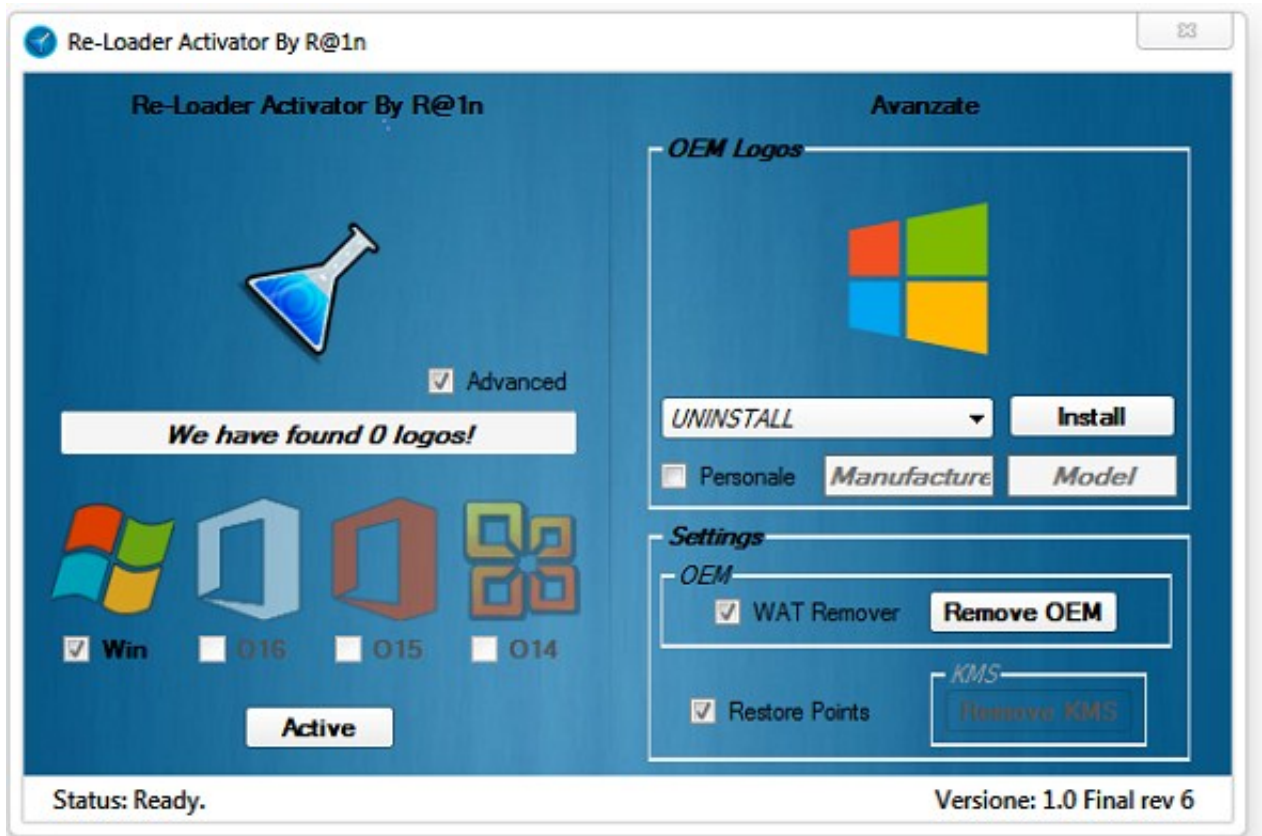 Re-Loader Activator By R@1n
Re-Loader Activator By R@1n
Advanced
We have found 0 logos!
Win
O16
O15
O14
Active
Avanzate
OEM Logos
UNINSTALL
Install
Personale
Manufacture
Model
Settings
OEM
WAT Remover
Remove OEM
Restore Points
KMS
Remove KMS
Status: Ready.
Versione: 1.0 Final rev 6